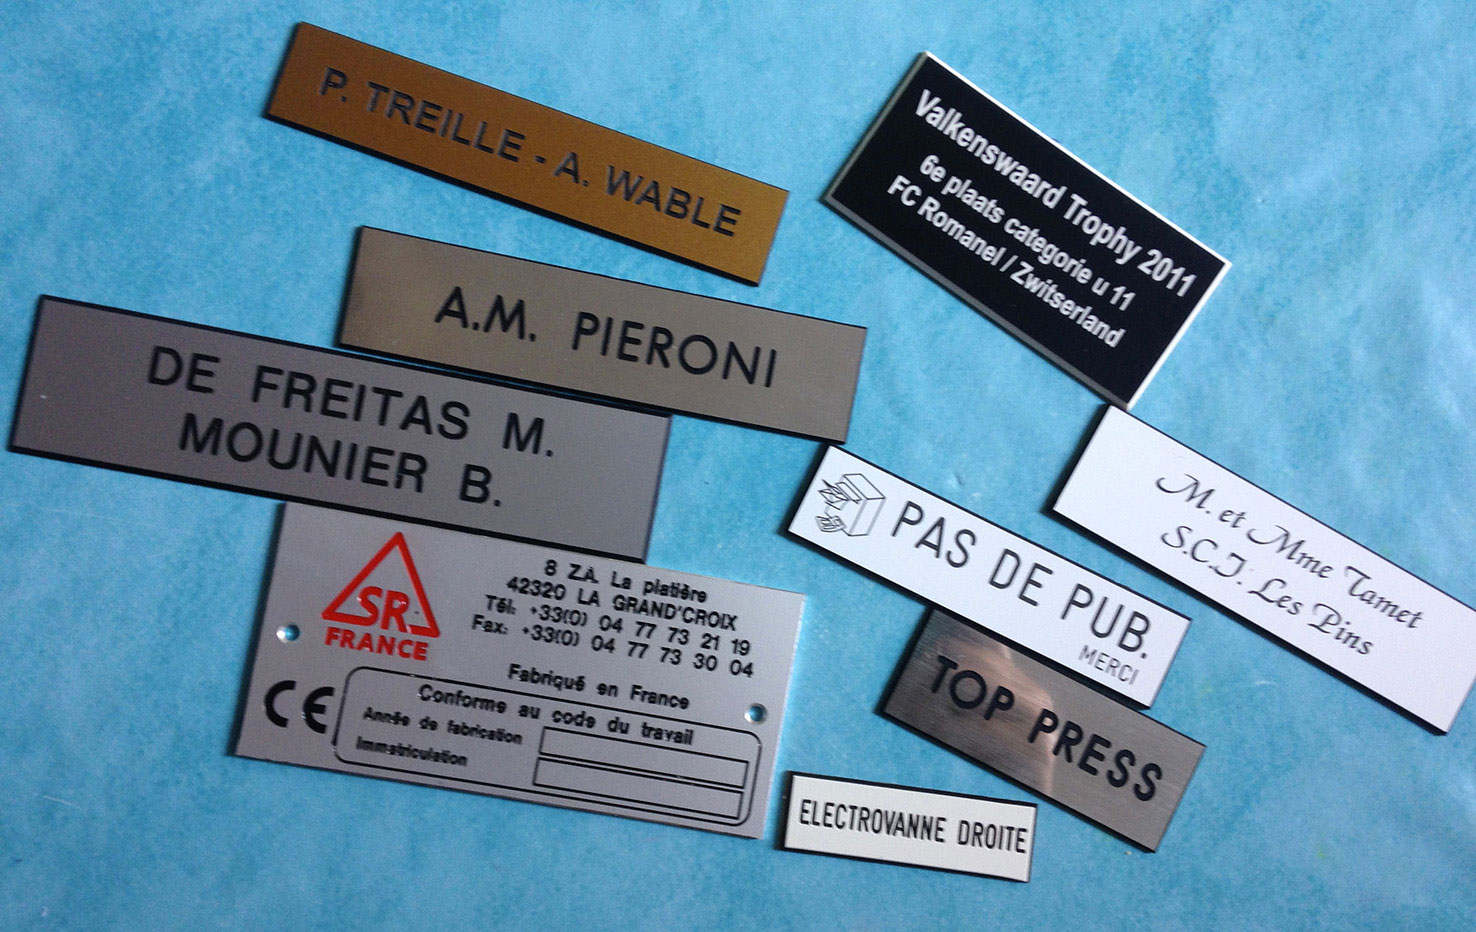 P. TREILLE - A. WABLE
Valkenswaard Trophy 2011
6e plaats categorie u 11
FC Romanel / Zwitserland
A.M. PIERONI
DE FREITAS M.
MOUNIER B.
M. et Mme Tamet
S.C.I. Les Pins
PAS DE PUB.
MERCI
SR
FRANCE
8 Z.A. La platière
42320 LA GRAND'CROIX
Tél: +33(0) 04 77 73 21 19
Fax: +33(0) 04 77 73 30 04
Fabriqué en France
CE
Conforme au code du travail
Année de fabrication
Immatriculation
TOP PRESS
ELECTROVANNE DROITE